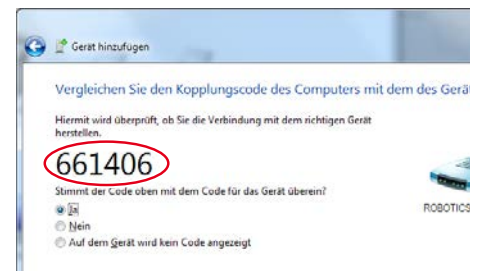 Gerät hinzufügen
Vergleichen Sie den Kopplungscode des Computers mit dem des Gerä
Hiermit wird überprüft, ob Sie die Verbindung mit dem richtigen Gerät
herstellen.
661406
Stimmt der Code oben mit dem Code für das Gerät überein?
Ja
Nein
Auf dem Gerät wird kein Code angezeigt
ROBOTICS